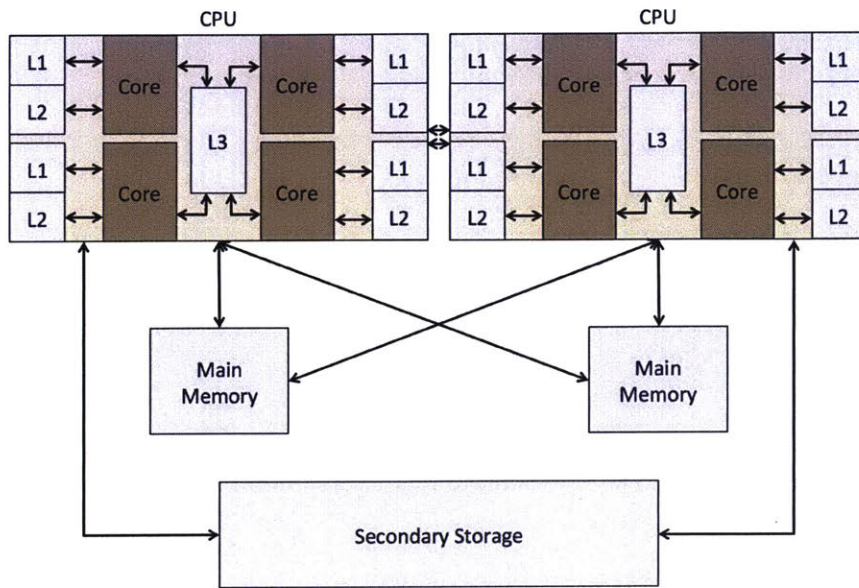 CPU CPU
L1 Core Core L1 L1 Core Core L1
L2 L2 L2 L2
L3 L3
L1 Core Core L1 L1 Core Core L1
L2 L2 L2 L2
Main Main
Memory Memory
Secondary Storage